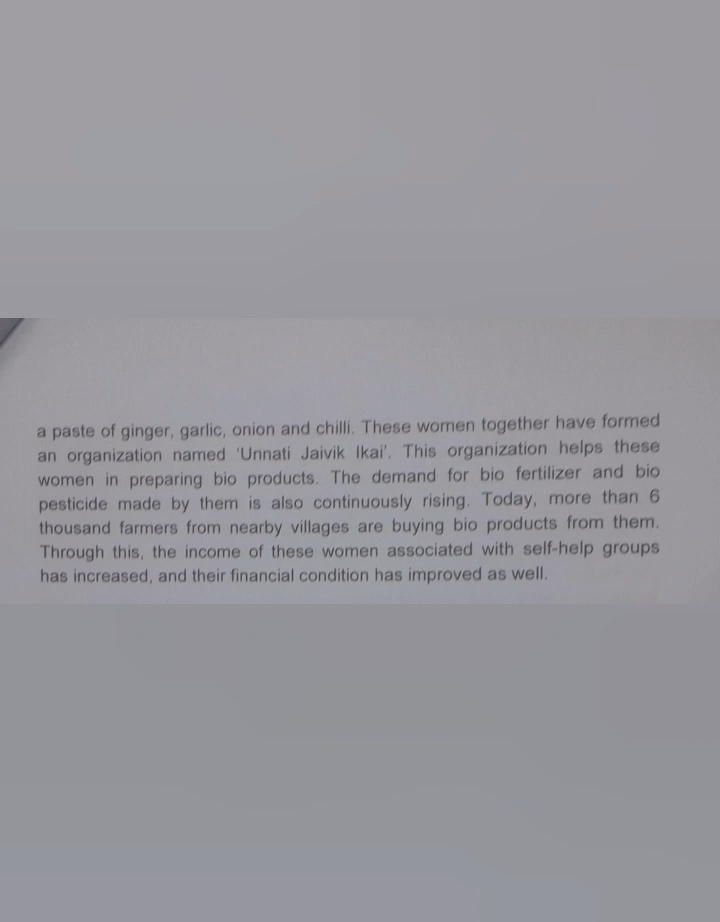 a paste of ginger, garlic, onion and chilli. These women together have formed
an organization named 'Unnati Jaivik Ikai'. This organization helps these
women in preparing bio products. The demand for bio fertilizer and bio
pesticide made by them is also continuously rising. Today, more than 6
thousand farmers from nearby villages are buying bio products from them.
Through this, the income of these women associated with self-help groups
has increased, and their financial condition has improved as well.